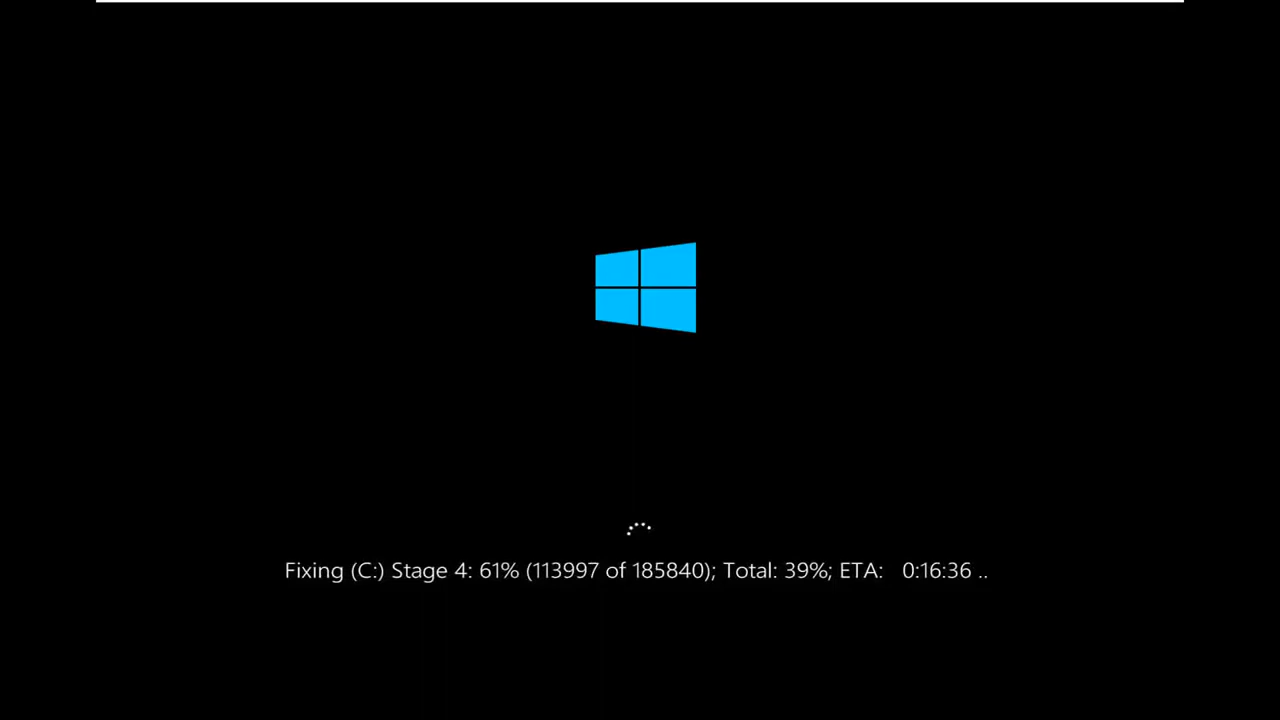 Fixing (C:) Stage 4: 61% (113997 of 185840); Total: 39%; ETA:   0:16:36 ..